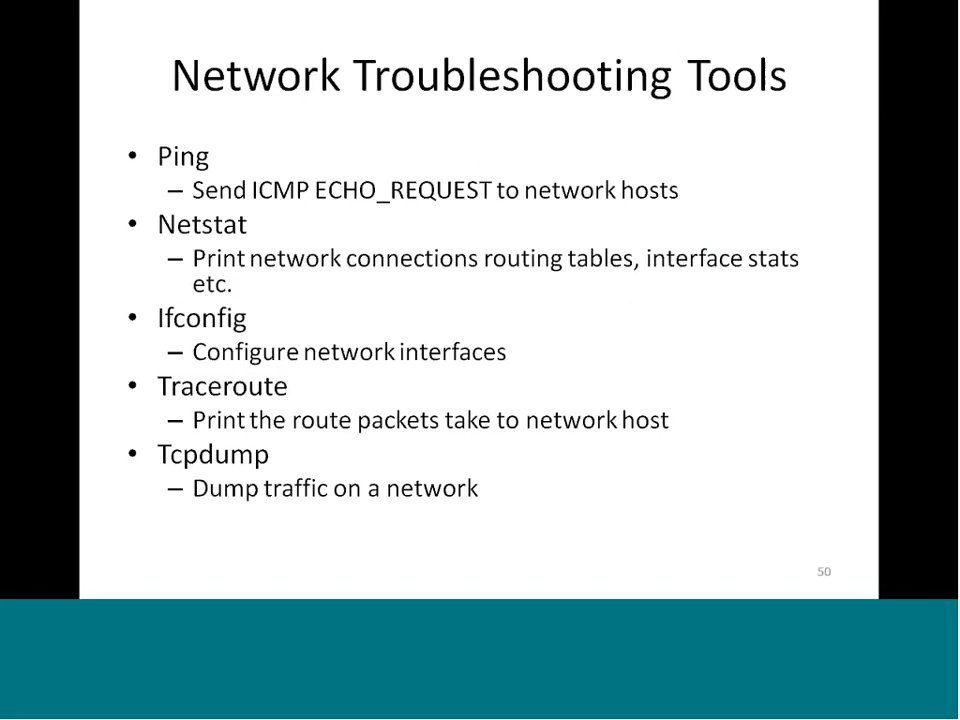 Network Troubleshooting Tools
• Ping
– Send ICMP ECHO_REQUEST to network hosts
• Netstat
– Print network connections routing tables, interface stats
etc.
• Ifconfig
– Configure network interfaces
• Traceroute
– Print the route packets take to network host
• Tcpdump
– Dump traffic on a network
50